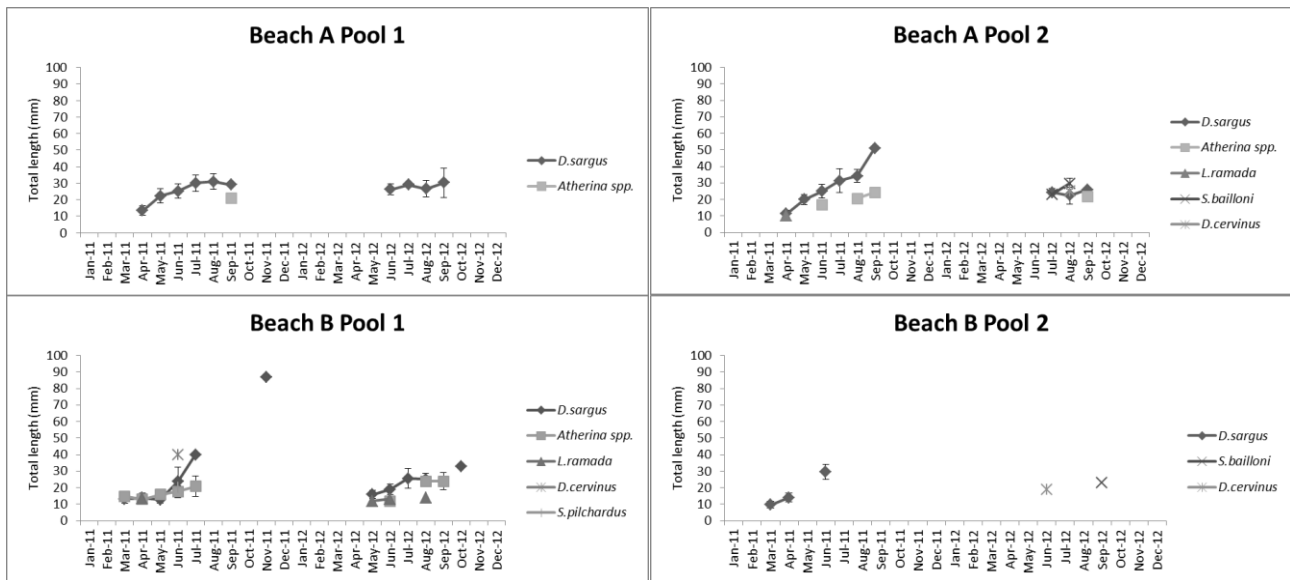 Beach A Pool 1
Total length (mm)
100
90
80
70
60
50
40
30
20
10
0
Jan-11
Feb-11
Mar-11
Apr-11
May-11
Jun-11
Jul-11
Aug-11
Sep-11
Oct-11
Nov-11
Dec-11
Jan-12
Feb-12
Mar-12
Apr-12
May-12
Jun-12
Jul-12
Aug-12
Sep-12
Oct-12
Nov-12
Dec-12
D.sargus
Atherina spp.
Beach A Pool 2
Total length (mm)
100
90
80
70
60
50
40
30
20
10
0
Jan-11
Feb-11
Mar-11
Apr-11
May-11
Jun-11
Jul-11
Aug-11
Sep-11
Oct-11
Nov-11
Dec-11
Jan-12
Feb-12
Mar-12
Apr-12
May-12
Jun-12
Jul-12
Aug-12
Sep-12
Oct-12
Nov-12
Dec-12
D.sargus
Atherina spp.
L.ramada
S.bailloni
D.cervinus
Beach B Pool 1
Total length (mm)
100
90
80
70
60
50
40
30
20
10
0
Jan-11
Feb-11
Mar-11
Apr-11
May-11
Jun-11
Jul-11
Aug-11
Sep-11
Oct-11
Nov-11
Dec-11
Jan-12
Feb-12
Mar-12
Apr-12
May-12
Jun-12
Jul-12
Aug-12
Sep-12
Oct-12
Nov-12
Dec-12
D.sargus
Atherina spp.
L.ramada
D.cervinus
S.pilchardus
Beach B Pool 2
Total length (mm)
100
90
80
70
60
50
40
30
20
10
0
Jan-11
Feb-11
Mar-11
Apr-11
May-11
Jun-11
Jul-11
Aug-11
Sep-11
Oct-11
Nov-11
Dec-11
Jan-12
Feb-12
Mar-12
Apr-12
May-12
Jun-12
Jul-12
Aug-12
Sep-12
Oct-12
Nov-12
Dec-12
D.sargus
S.bailloni
D.cervinus